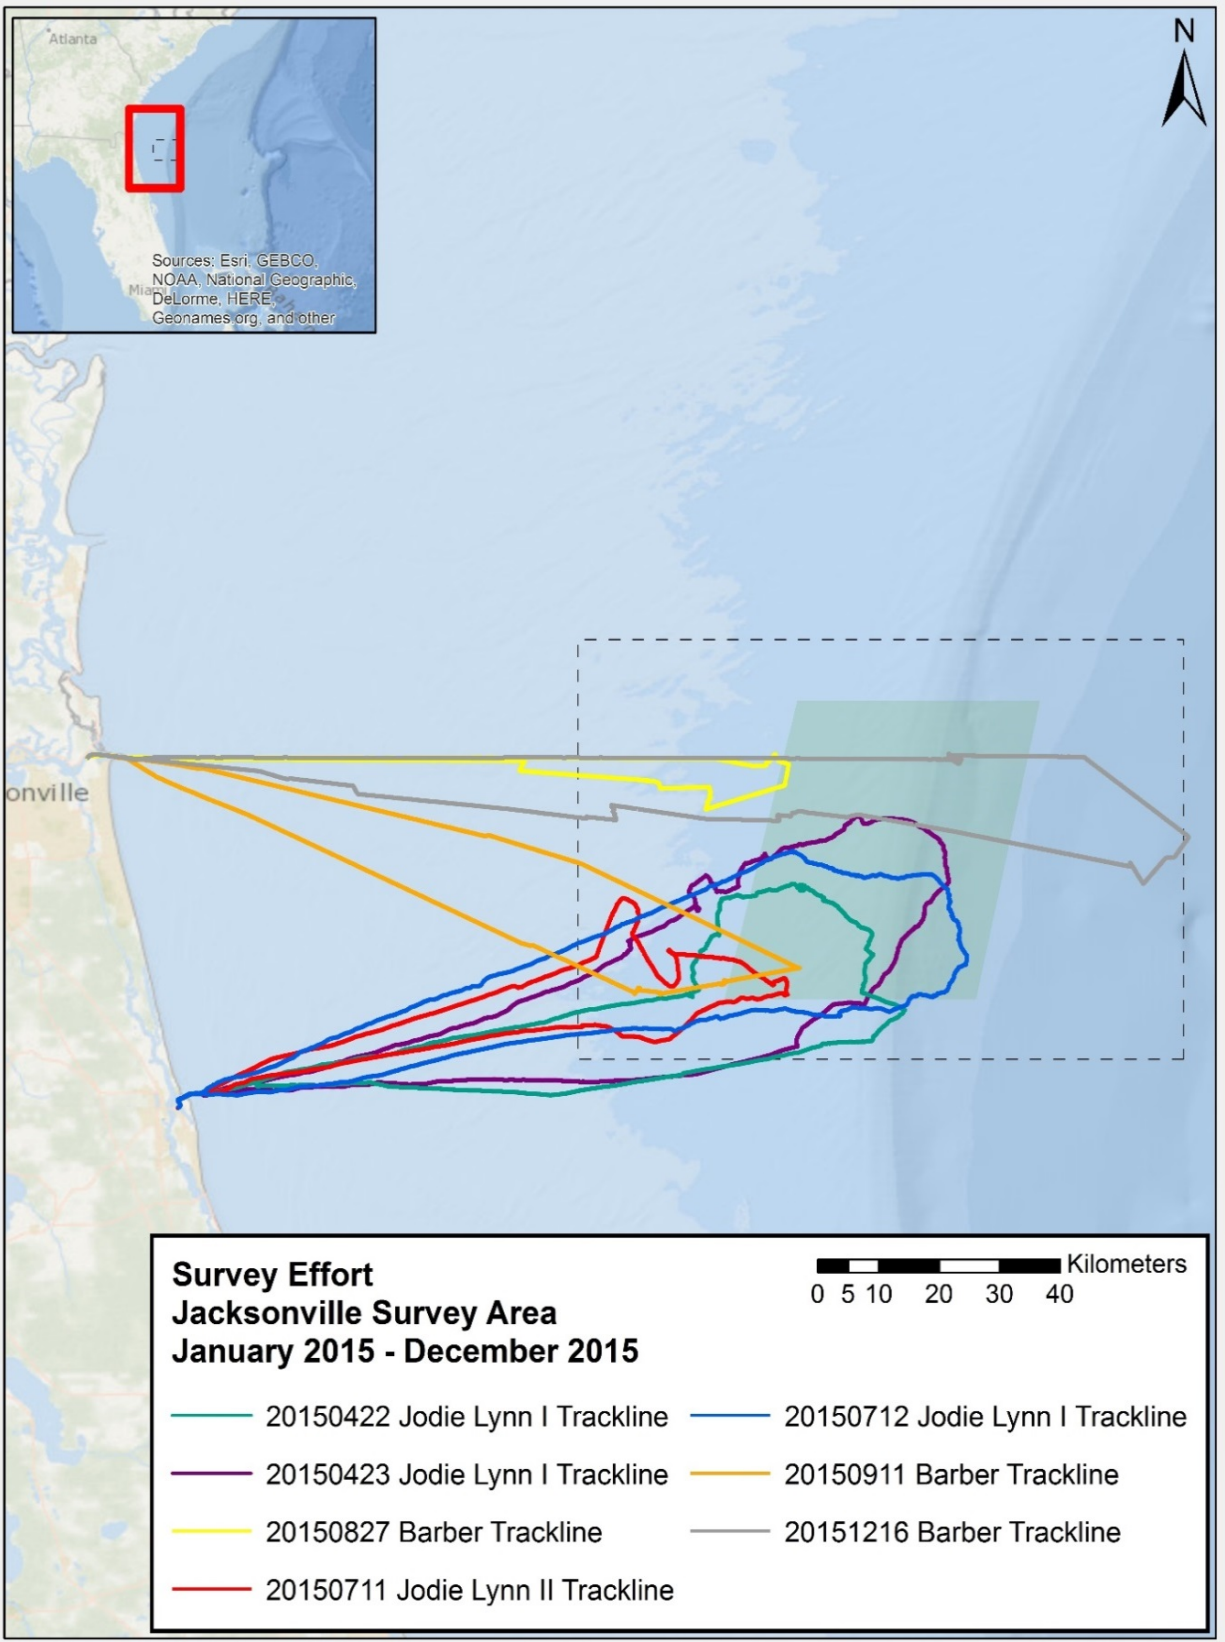 Atlanta
N
Sources: Esri, GEBCO,
NOAA, National Geographic,
Miami
DeLorme, HERE,
Geonames.org, and other
onville
Survey Effort
Jacksonville Survey Area
January 2015 - December 2015
Kilometers
0 5 10 20 30 40
20150422 Jodie Lynn I Trackline
20150712 Jodie Lynn I Trackline
20150423 Jodie Lynn I Trackline
20150911 Barber Trackline
20150827 Barber Trackline
20151216 Barber Trackline
20150711 Jodie Lynn II Trackline